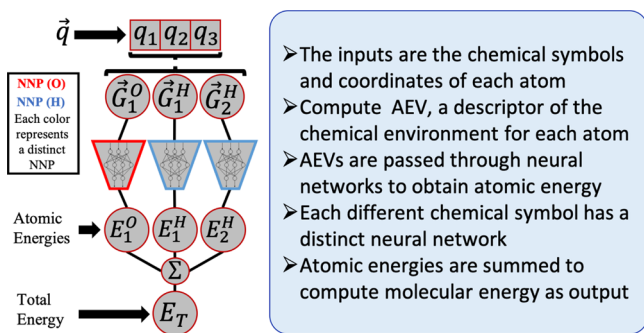 q⃗ q₁ q₂ q₃
NNP (O)
NNP (H)
Each color
represents
a distinct
NNP
G⃗₁ᴼ G⃗₁ᴴ G⃗₂ᴴ
Atomic
Energies
E₁ᴼ E₁ᴴ E₂ᴴ
Σ
Total
Energy
E_T
➢The inputs are the chemical symbols
and coordinates of each atom
➢Compute AEV, a descriptor of the
chemical environment for each atom
➢AEVs are passed through neural
networks to obtain atomic energy
➢Each different chemical symbol has a
distinct neural network
➢Atomic energies are summed to
compute molecular energy as output